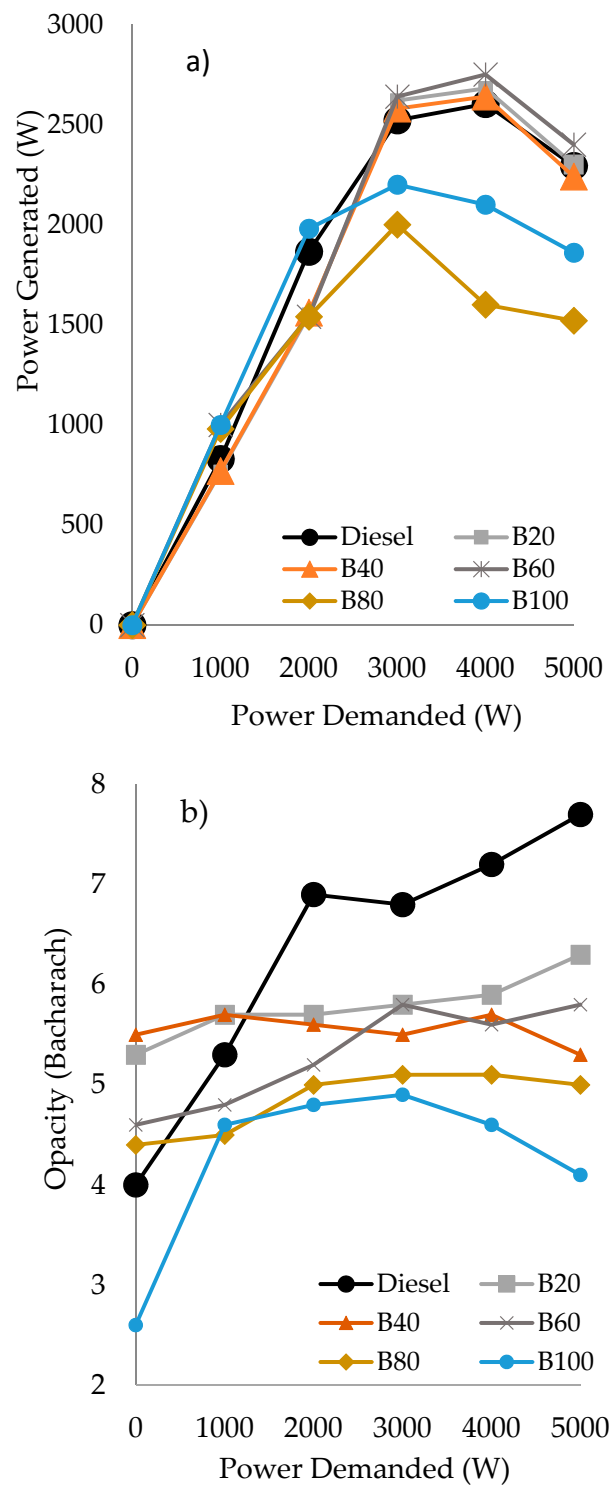 a)
Power Generated (W)
3000
2500
2000
1500
1000
500
0
Diesel B20
B40 B60
B80 B100
0 1000 2000 3000 4000 5000
Power Demanded (W)
b)
Opacity (Bacharach)
8
7
6
5
4
3
2
Diesel B20
B40 B60
B80 B100
0 1000 2000 3000 4000 5000
Power Demanded (W)